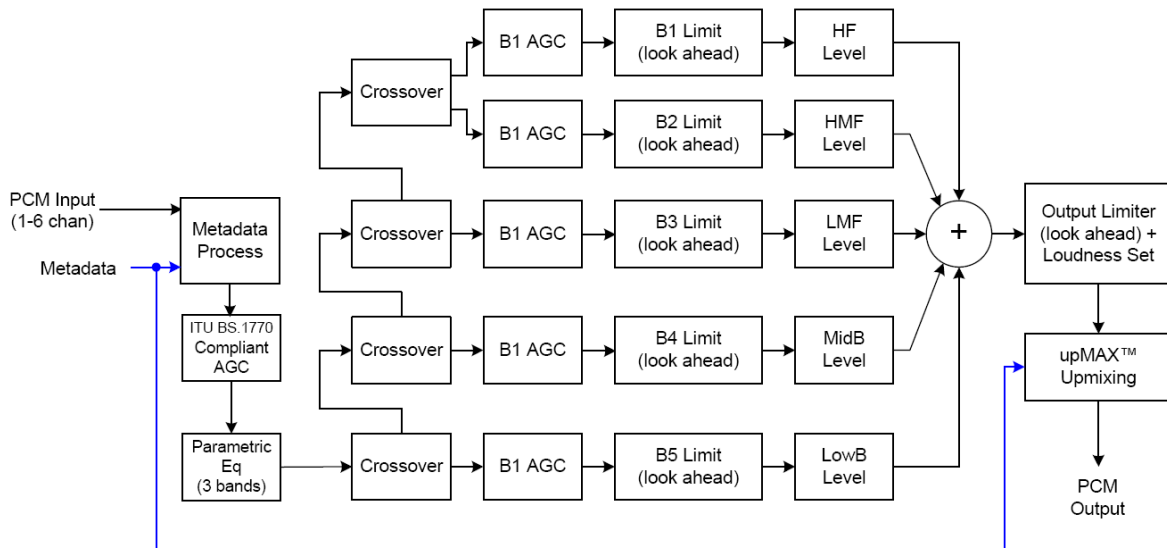 B1 AGC
B1 Limit
(look ahead)
HF
Level
Crossover
B1 AGC
B2 Limit
(look ahead)
HMF
Level
PCM Input
(1-6 chan)
Metadata
Process
Metadata
Crossover
B1 AGC
B3 Limit
(look ahead)
LMF
Level
+
Output Limiter
(look ahead) +
Loudness Set
ITU BS.1770
Compliant
AGC
Crossover
B1 AGC
B4 Limit
(look ahead)
MidB
Level
upMAX™
Upmixing
Parametric
Eq
(3 bands)
Crossover
B1 AGC
B5 Limit
(look ahead)
LowB
Level
PCM
Output